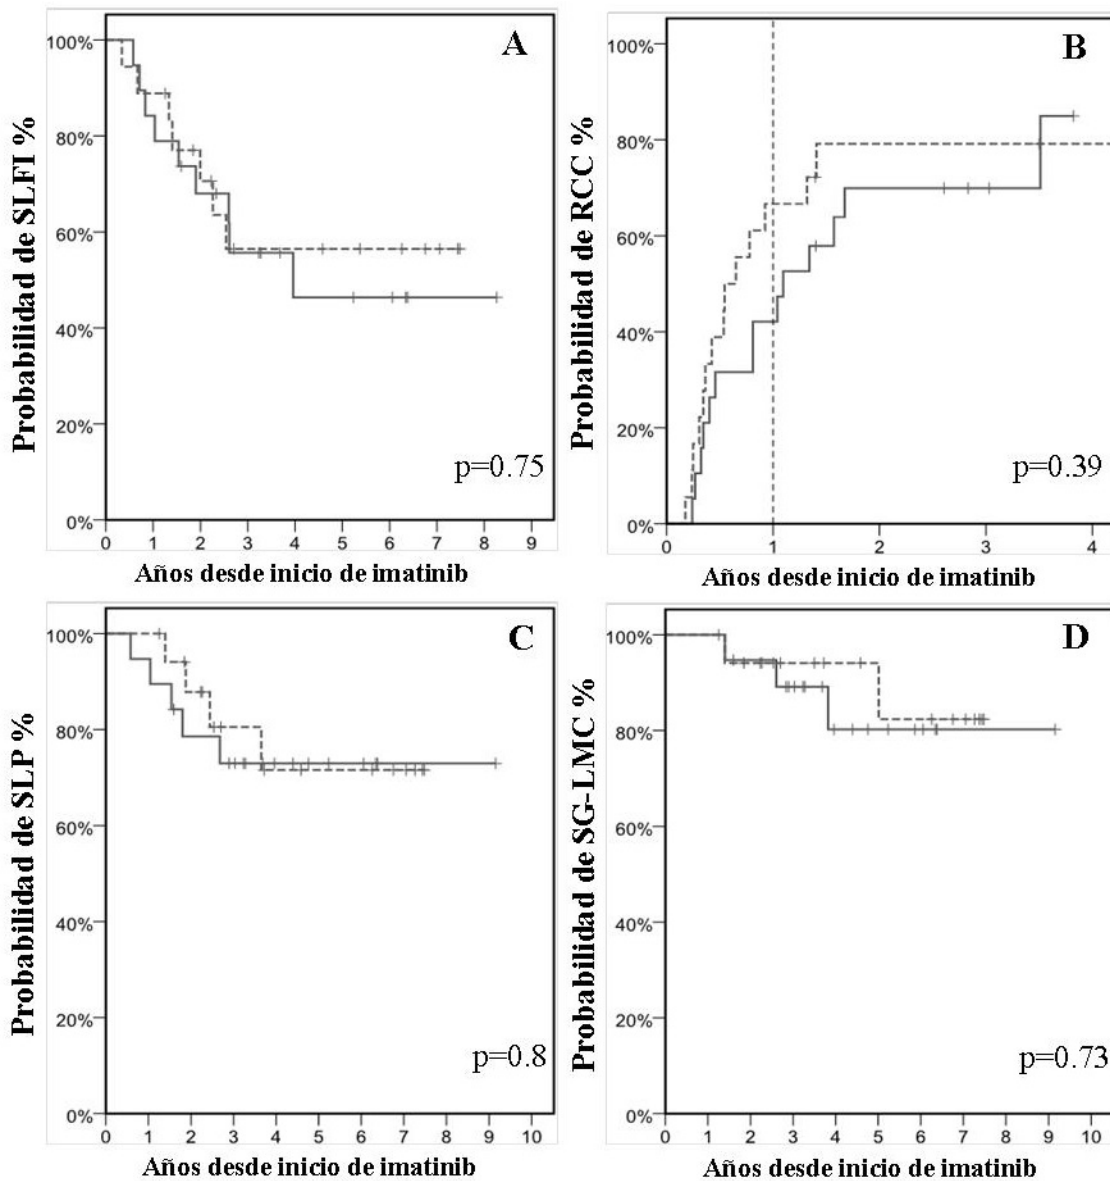 A
Probabilidad de SLFI %
100%
80%
60%
40%
20%
0%
p=0.75
0 1 2 3 4 5 6 7 8 9
Años desde inicio de imatinib
B
Probabilidad de RCC %
100%
80%
60%
40%
20%
0%
p=0.39
0 1 2 3 4
Años desde inicio de imatinib
C
Probabilidad de SLP %
100%
80%
60%
40%
20%
0%
p=0.8
0 1 2 3 4 5 6 7 8 9 10
Años desde inicio de imatinib
D
Probabilidad de SG-LMC %
100%
80%
60%
40%
20%
0%
p=0.73
0 1 2 3 4 5 6 7 8 9 10
Años desde inicio de imatinib